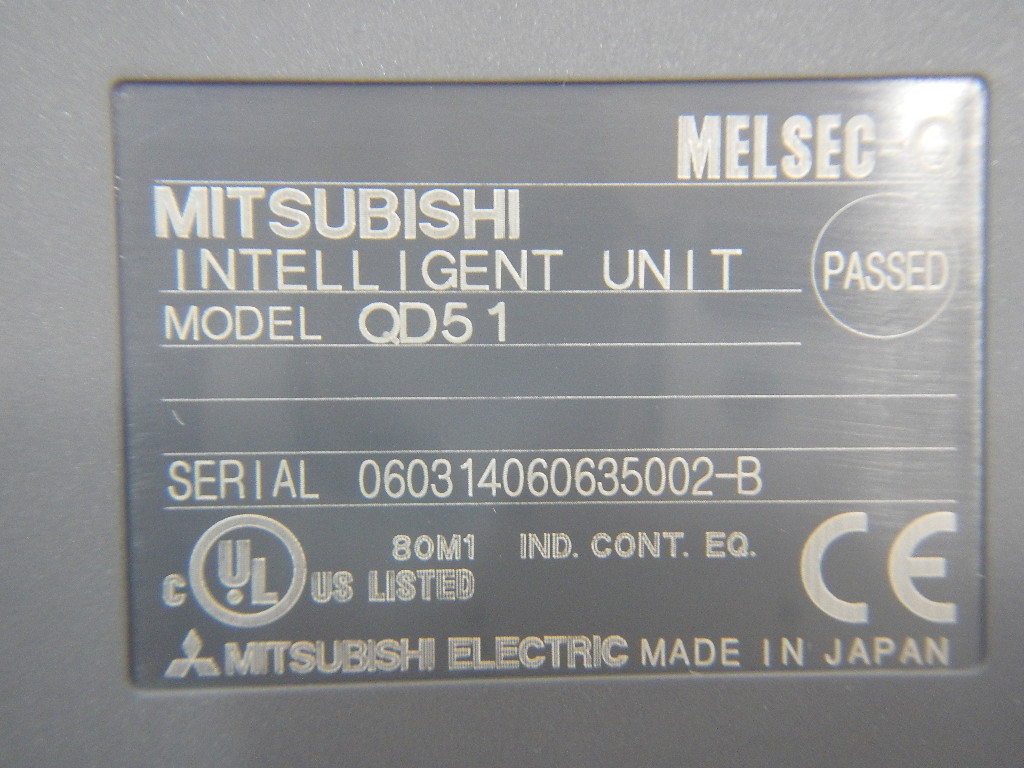 MELSEC-Q
MITSUBISHI
INTELLIGENT UNIT
PASSED
MODEL QD51
SERIAL 060314060635002-B
C UL US LISTED
80M1 IND. CONT. EQ.
CE
MITSUBISHI ELECTRIC MADE IN JAPAN